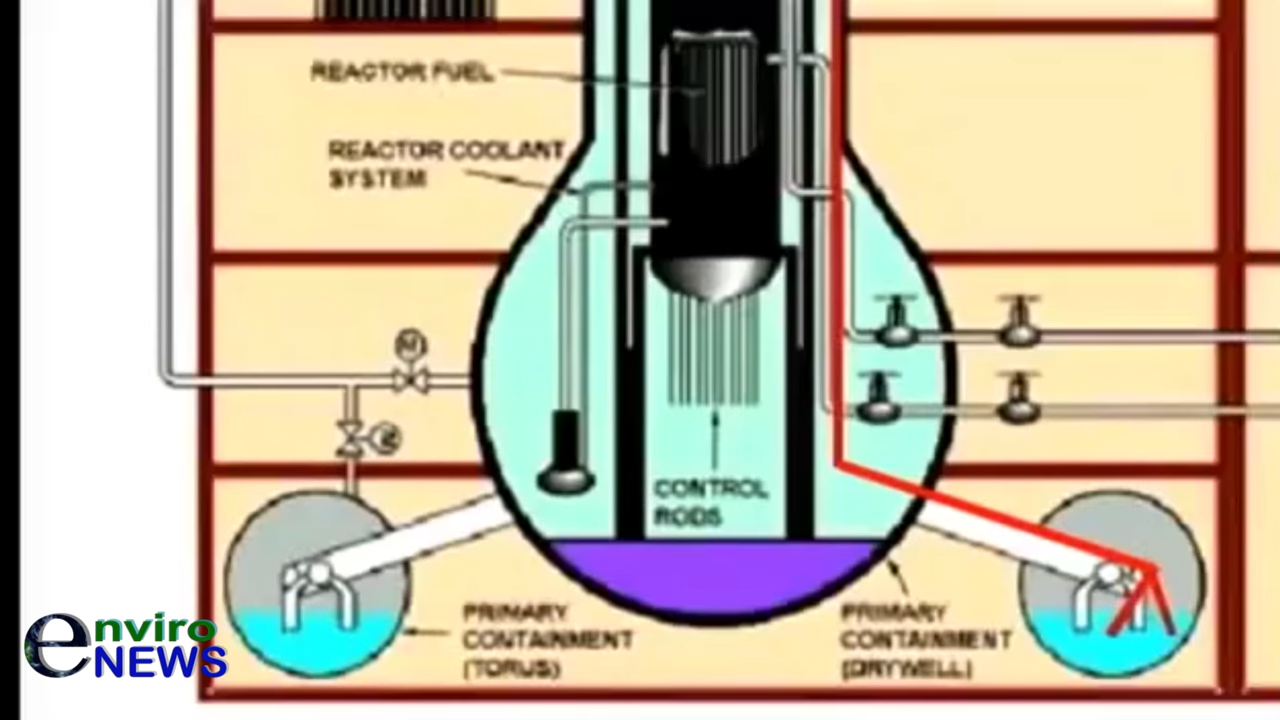 REACTOR FUEL
REACTOR COOLANT
SYSTEM
CONTROL
RODS
PRIMARY
CONTAINMENT
(TORUS)
PRIMARY
CONTAINMENT
(DRYWELL)
enviro
NEWS